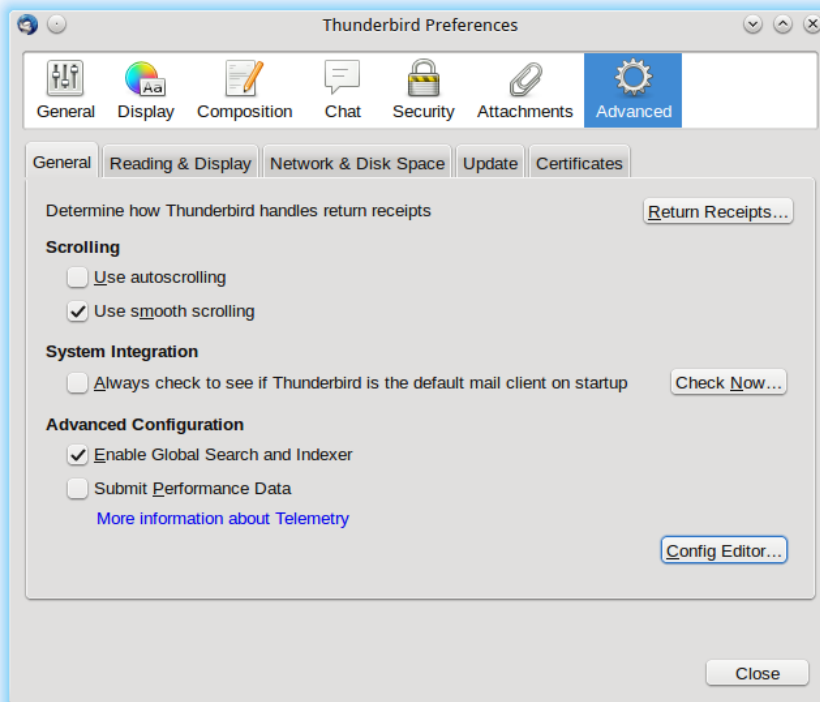 Thunderbird Preferences
General Display Composition Chat Security Attachments Advanced
General Reading & Display Network & Disk Space Update Certificates
Determine how Thunderbird handles return receipts Return Receipts...
Scrolling
Use autoscrolling
Use smooth scrolling
System Integration
Always check to see if Thunderbird is the default mail client on startup Check Now...
Advanced Configuration
Enable Global Search and Indexer
Submit Performance Data
More information about Telemetry
Config Editor...
Close